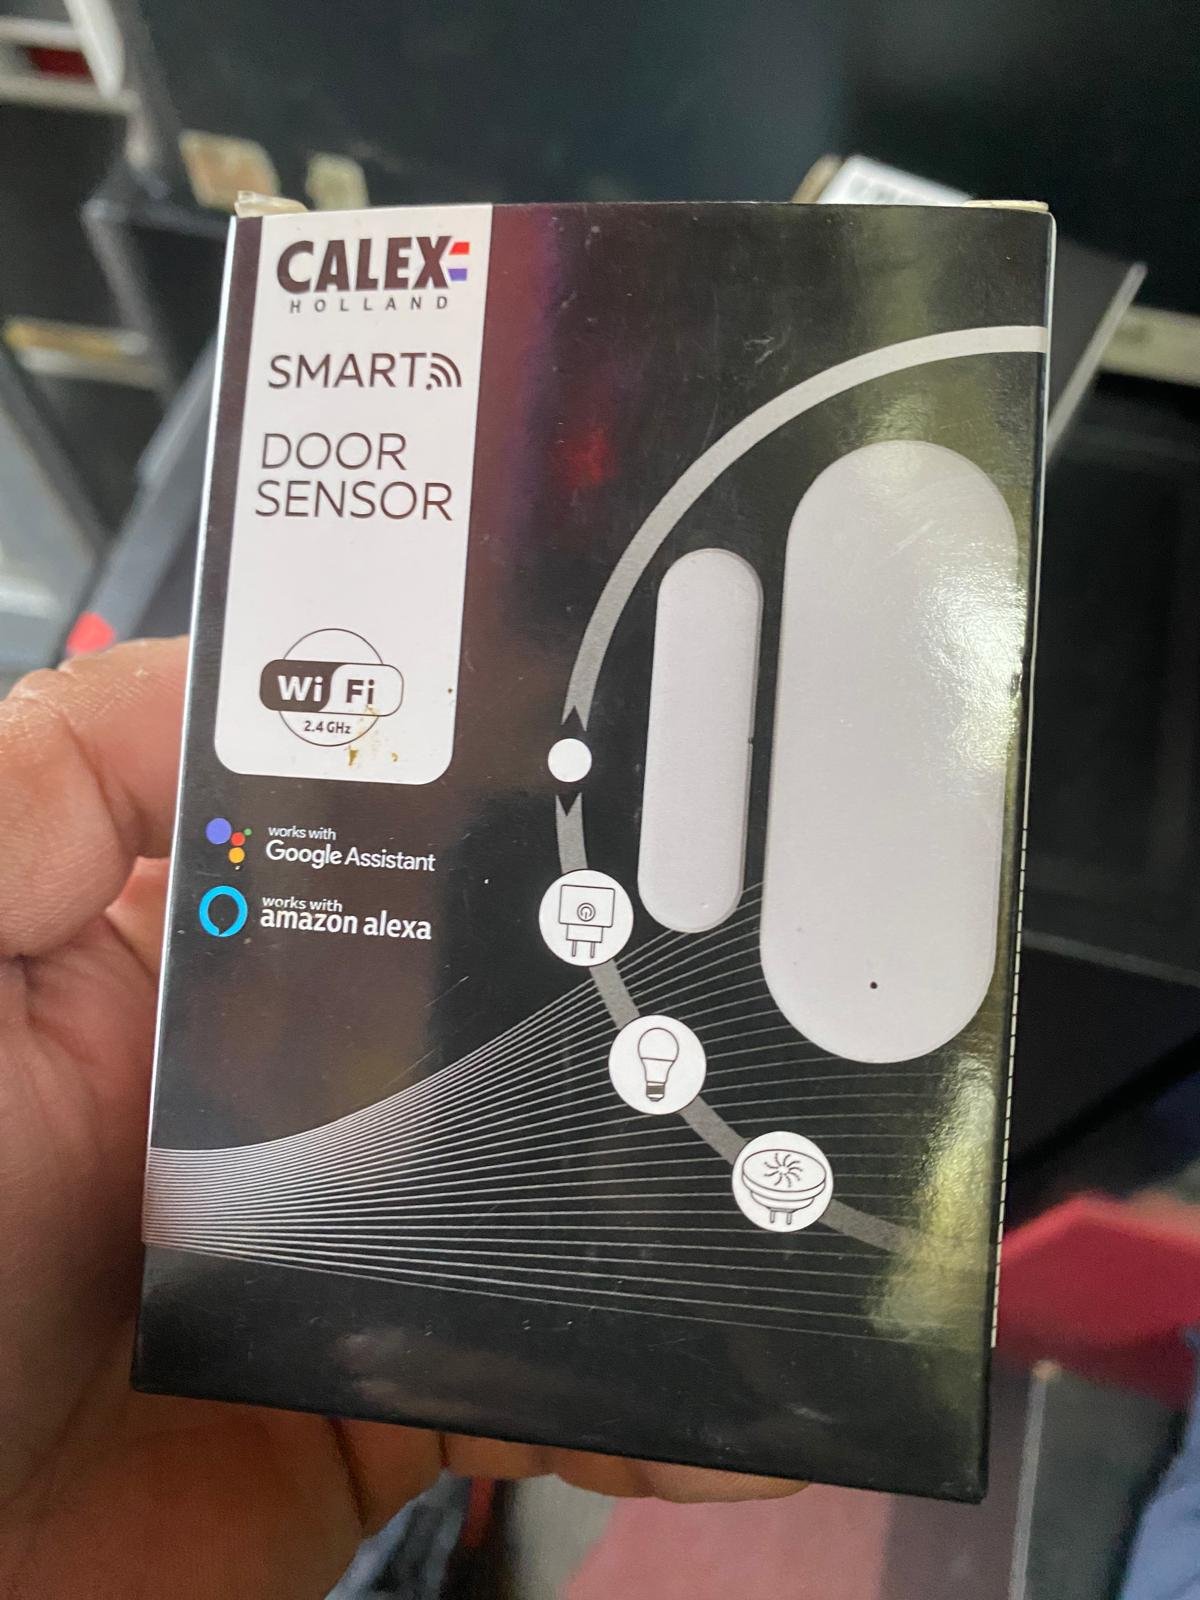 CALEX
HOLLAND
SMART
DOOR
SENSOR
Wi Fi
2.4 GHz
works with
Google Assistant
works with
amazon alexa